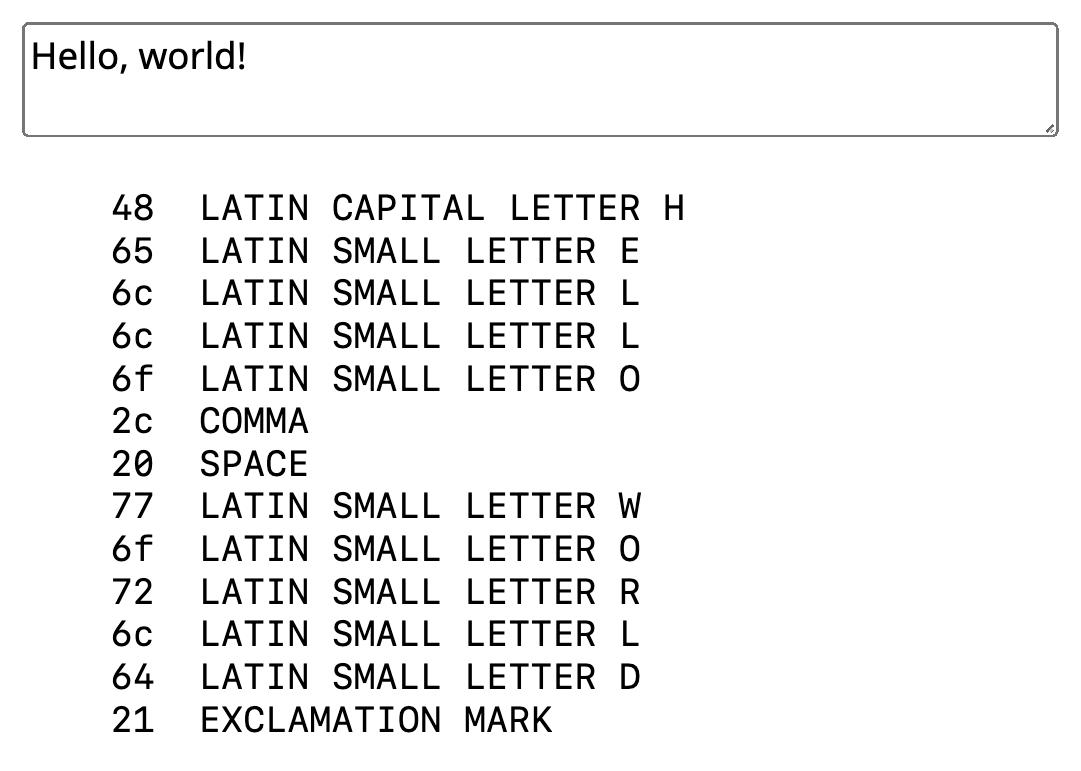 Hello, world!
48 LATIN CAPITAL LETTER H
65 LATIN SMALL LETTER E
6c LATIN SMALL LETTER L
6c LATIN SMALL LETTER L
6f LATIN SMALL LETTER O
2c COMMA
20 SPACE
77 LATIN SMALL LETTER W
6f LATIN SMALL LETTER O
72 LATIN SMALL LETTER R
6c LATIN SMALL LETTER L
64 LATIN SMALL LETTER D
21 EXCLAMATION MARK